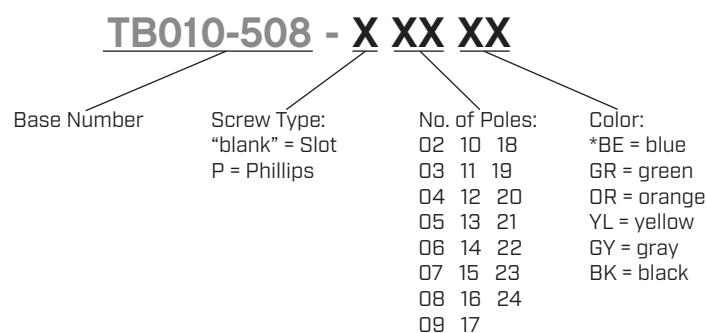 TB010-508 - X XX XX
Base Number
Screw Type:
“blank” = Slot
P = Phillips
No. of Poles:
02 10 18
03 11 19
04 12 20
05 13 21
06 14 22
07 15 23
08 16 24
09 17
Color:
*BE = blue
GR = green
OR = orange
YL = yellow
GY = gray
BK = black